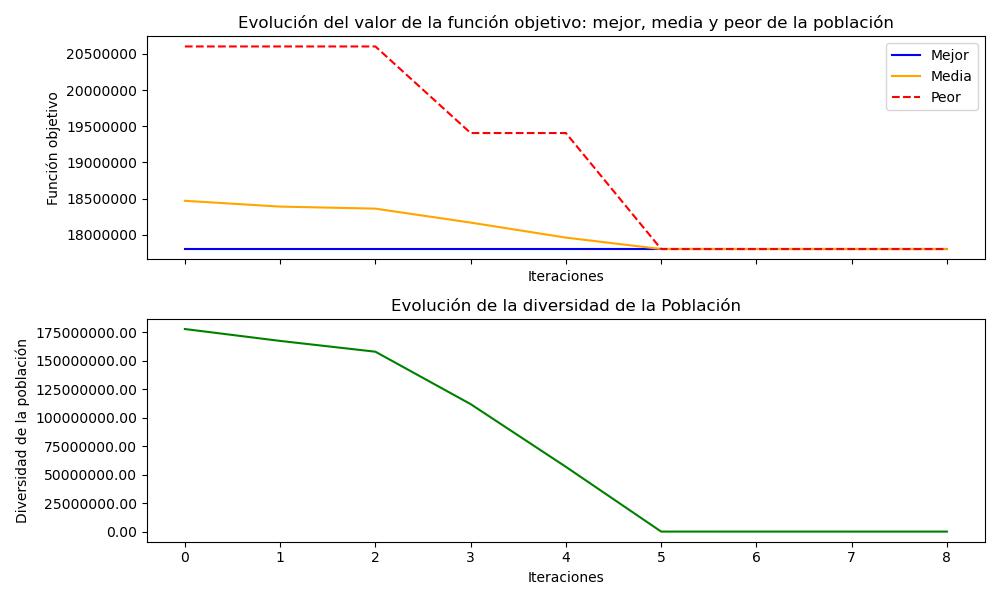 Evolución del valor de la función objetivo: mejor, media y peor de la población
20500000
20000000
19500000
19000000
18500000
18000000
Función objetivo
Mejor
Media
Peor
Iteraciones
Evolución de la diversidad de la Población
175000000.00
150000000.00
125000000.00
100000000.00
75000000.00
50000000.00
25000000.00
0.00
Diversidad de la población
0 1 2 3 4 5 6 7 8
Iteraciones